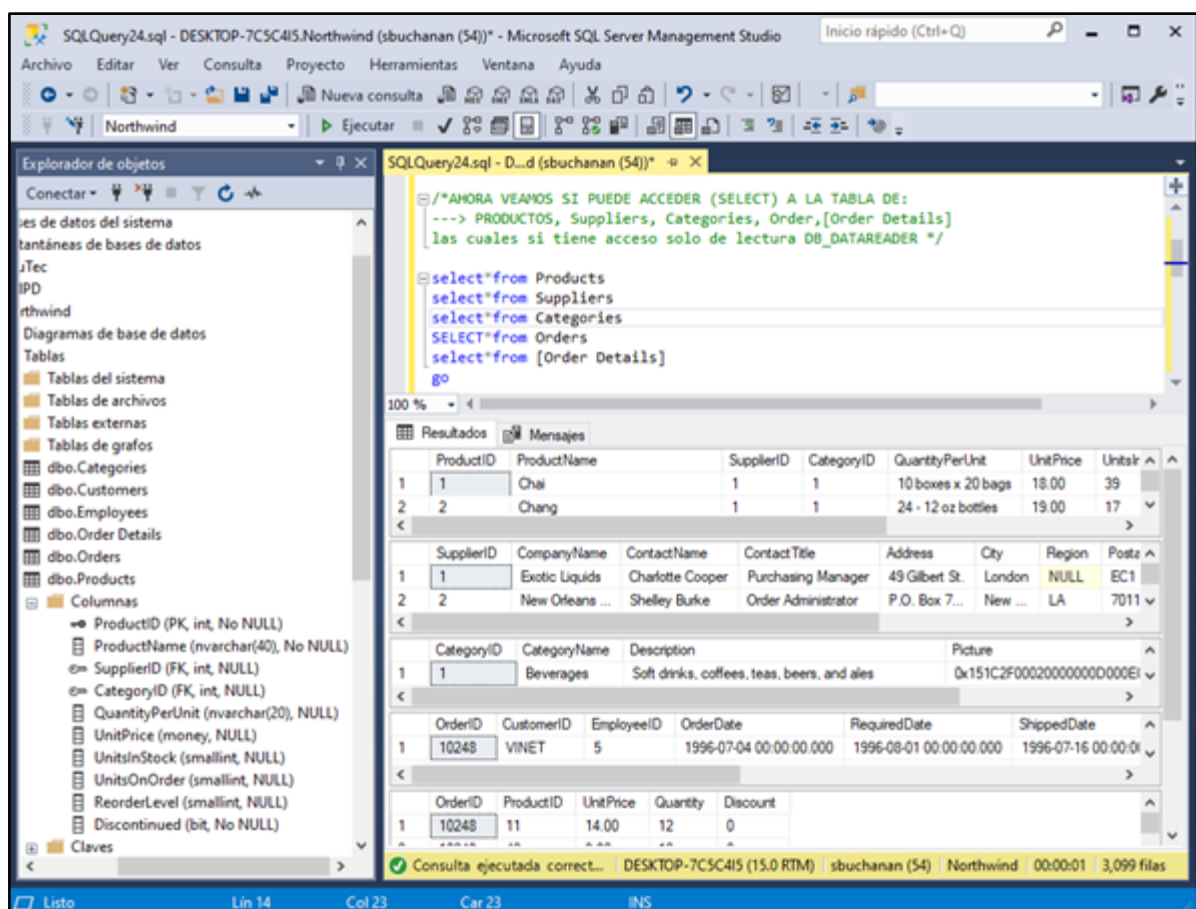 SQLQuery24.sql - DESKTOP-7C5C4I5.Northwind (sbuchanan (54))* - Microsoft SQL Server Management Studio
Inicio rápido (Ctrl+Q)
Archivo Editar Ver Consulta Proyecto Herramientas Ventana Ayuda
Nueva consulta
Northwind Ejecutar
Explorador de objetos
Conectar
ses de datos del sistema
tantáneas de bases de datos
uTec
IPD
rthwind
Diagramas de base de datos
Tablas
Tablas del sistema
Tablas de archivos
Tablas externas
Tablas de grafos
dbo.Categories
dbo.Customers
dbo.Employees
dbo.Order Details
dbo.Orders
dbo.Products
Columnas
ProductID (PK, int, No NULL)
ProductName (nvarchar(40), No NULL)
SupplierID (FK, int, NULL)
CategoryID (FK, int, NULL)
QuantityPerUnit (nvarchar(20), NULL)
UnitPrice (money, NULL)
UnitsInStock (smallint, NULL)
UnitsOnOrder (smallint, NULL)
ReorderLevel (smallint, NULL)
Discontinued (bit, No NULL)
Claves
SQLQuery24.sql - D...d (sbuchanan (54))*
/*AHORA VEAMOS SI PUEDE ACCEDER (SELECT) A LA TABLA DE:
---> PRODUCTOS, Suppliers, Categories, Order,[Order Details]
las cuales si tiene acceso solo de lectura DB_DATAREADER */
select*from Products
select*from Suppliers
select*from Categories
SELECT*from Orders
select*from [Order Details]
go
100 %
Resultados Mensajes
ProductID ProductName SupplierID CategoryID QuantityPerUnit UnitPrice UnitsIr
1 1 Chai 1 1 10 boxes x 20 bags 18.00 39
2 2 Chang 1 1 24 - 12 oz bottles 19.00 17
SupplierID CompanyName ContactName ContactTitle Address City Region Posta
1 1 Exotic Liquids Charlotte Cooper Purchasing Manager 49 Gilbert St. London NULL EC1
2 2 New Orleans ... Shelley Burke Order Administrator P.O. Box 7... New ... LA 7011
CategoryID CategoryName Description Picture
1 1 Beverages Soft drinks, coffees, teas, beers, and ales 0x151C2F00020000000D000E
OrderID CustomerID EmployeeID OrderDate RequiredDate ShippedDate
1 10248 VINET 5 1996-07-04 00:00:00.000 1996-08-01 00:00:00.000 1996-07-16 00:00:0
OrderID ProductID UnitPrice Quantity Discount
1 10248 11 14.00 12 0
Consulta ejecutada correct... DESKTOP-7C5C4I5 (15.0 RTM) sbuchanan (54) Northwind 00:00:01 3,099 filas
Listo Lín 14 Col 23 Car 23 INS